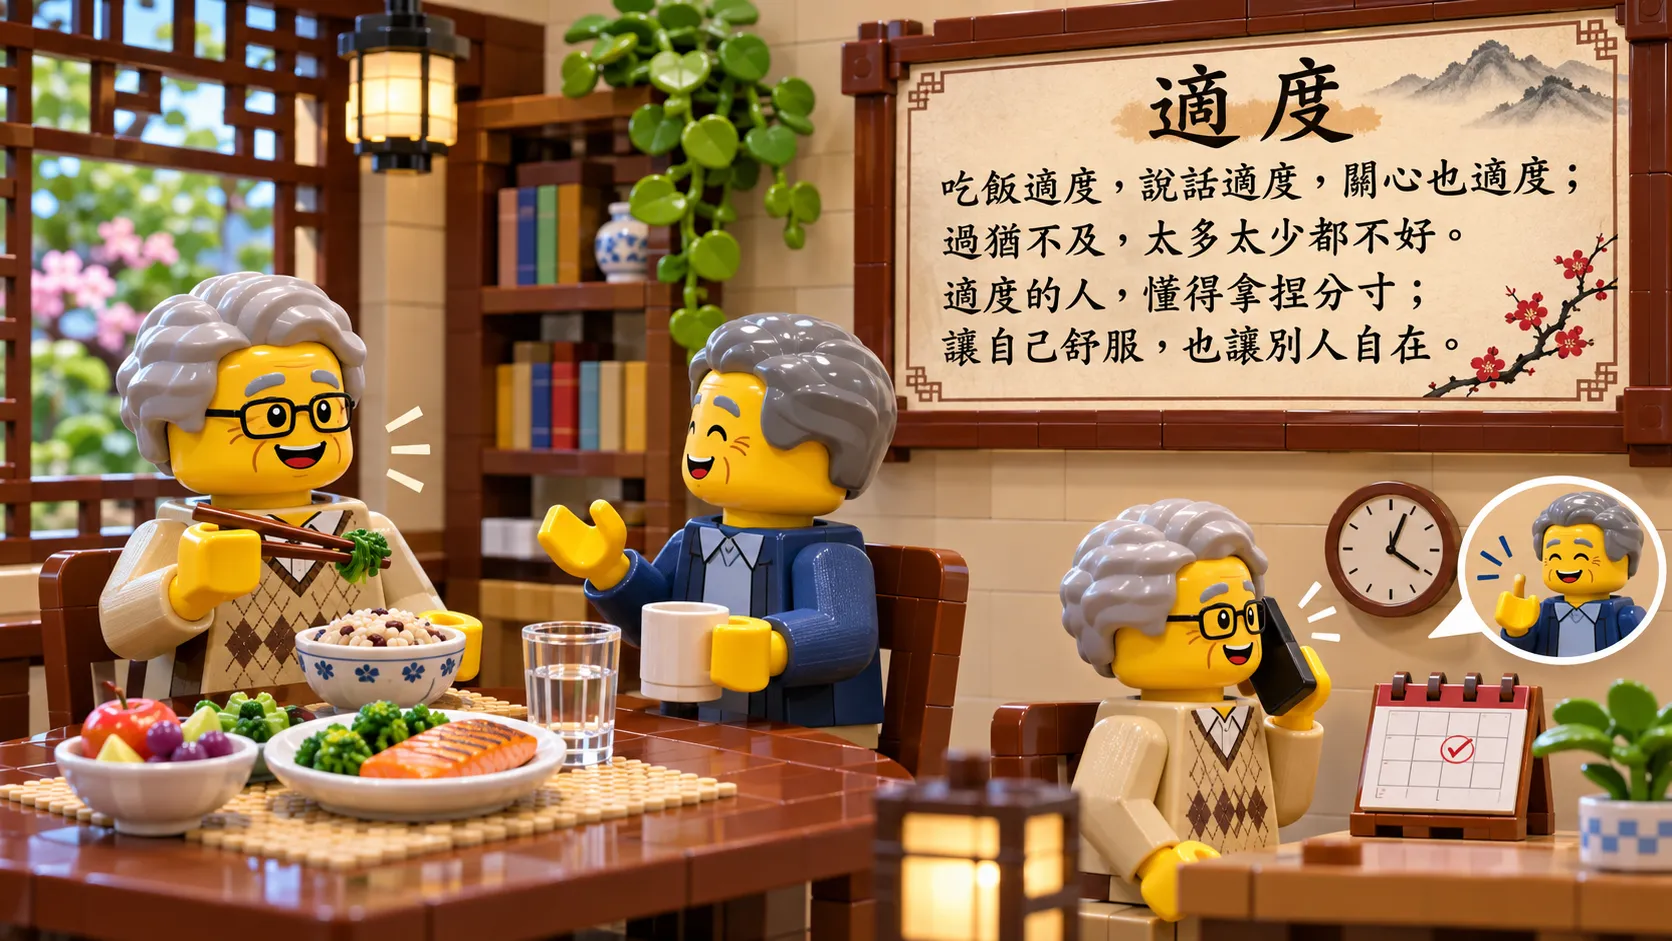 適度
吃飯適度，說話適度，關心也適度；
過猶不及，太多太少都不好。
適度的人，懂得拿捏分寸；
讓自己舒服，也讓別人自在。